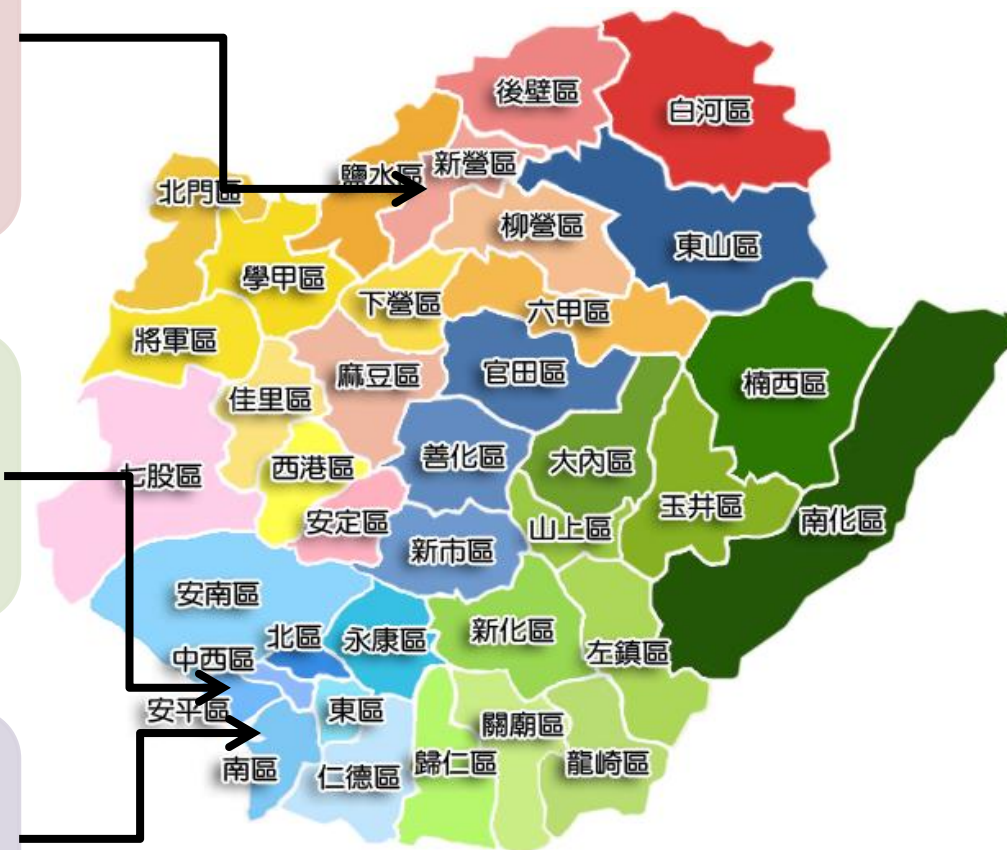 後壁區
白河區
新營區
鹽水區
北門區
柳營區
東山區
學甲區
下營區
六甲區
將軍區
麻豆區
官田區
楠西區
佳里區
西港區
善化區
大內區
七股區
玉井區
南化區
安定區
山上區
新市區
安南區
北區
永康區
新化區
左鎮區
中西區
安平區
東區
關廟區
南區
仁德區
歸仁區
龍崎區